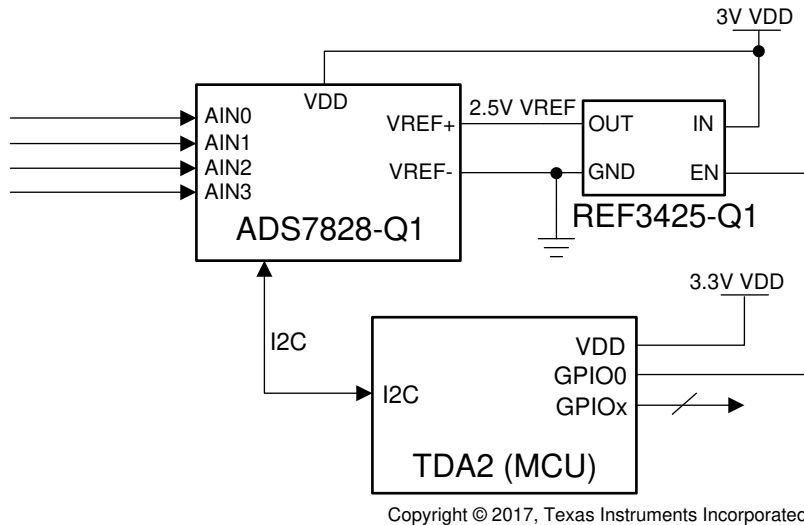 3V VDD
VDD
AIN0
AIN1
AIN2
AIN3
VREF+
VREF-
ADS7828-Q1
2.5V VREF
OUT
IN
GND
EN
REF3425-Q1
3.3V VDD
I2C
I2C
VDD
GPIO0
GPIOx
TDA2 (MCU)
Copyright © 2017, Texas Instruments Incorporated